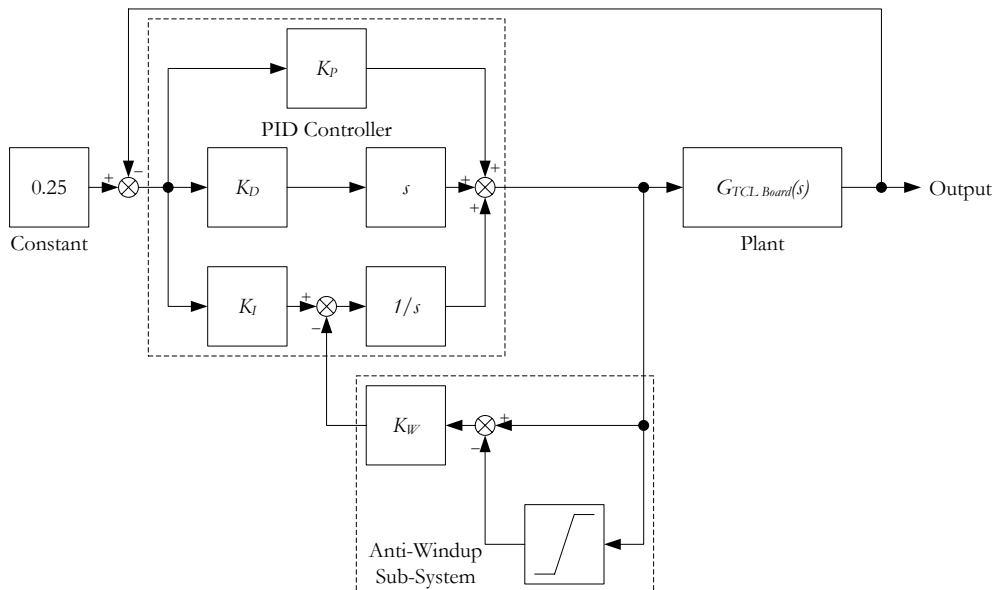 K_P
PID Controller
0.25
+
−
K_D
s
+
+
+
G_TCL Board(s)
Output
Constant
Plant
K_I
+
−
1/s
K_W
+
−
Anti-Windup
Sub-System